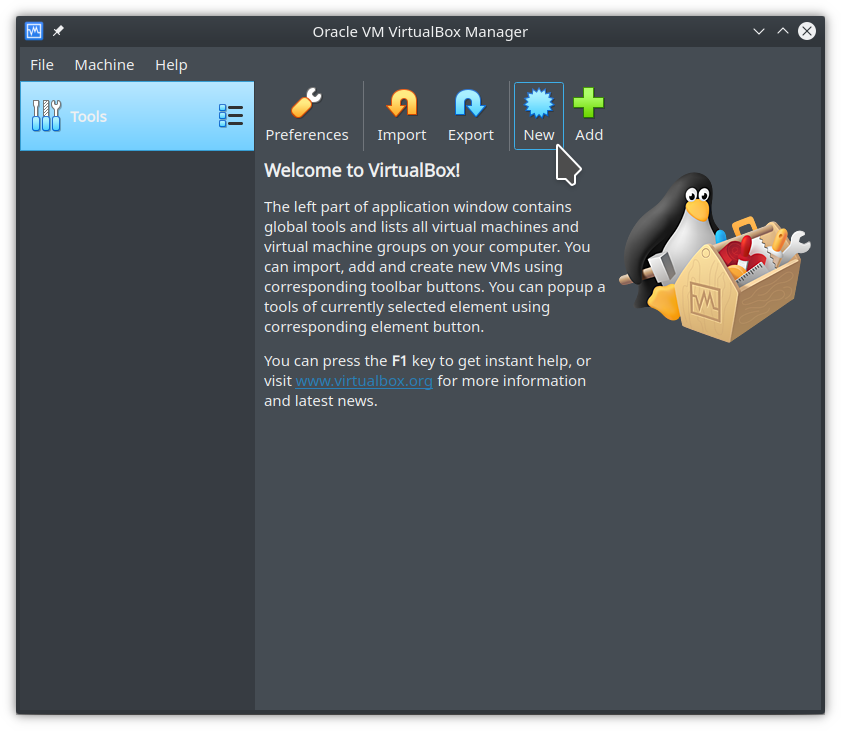 Oracle VM VirtualBox Manager
File Machine Help
Tools
Preferences Import Export New Add
Welcome to VirtualBox!
The left part of application window contains
global tools and lists all virtual machines and
virtual machine groups on your computer. You
can import, add and create new VMs using
corresponding toolbar buttons. You can popup a
tools of currently selected element using
corresponding element button.
You can press the F1 key to get instant help, or
visit www.virtualbox.org for more information
and latest news.